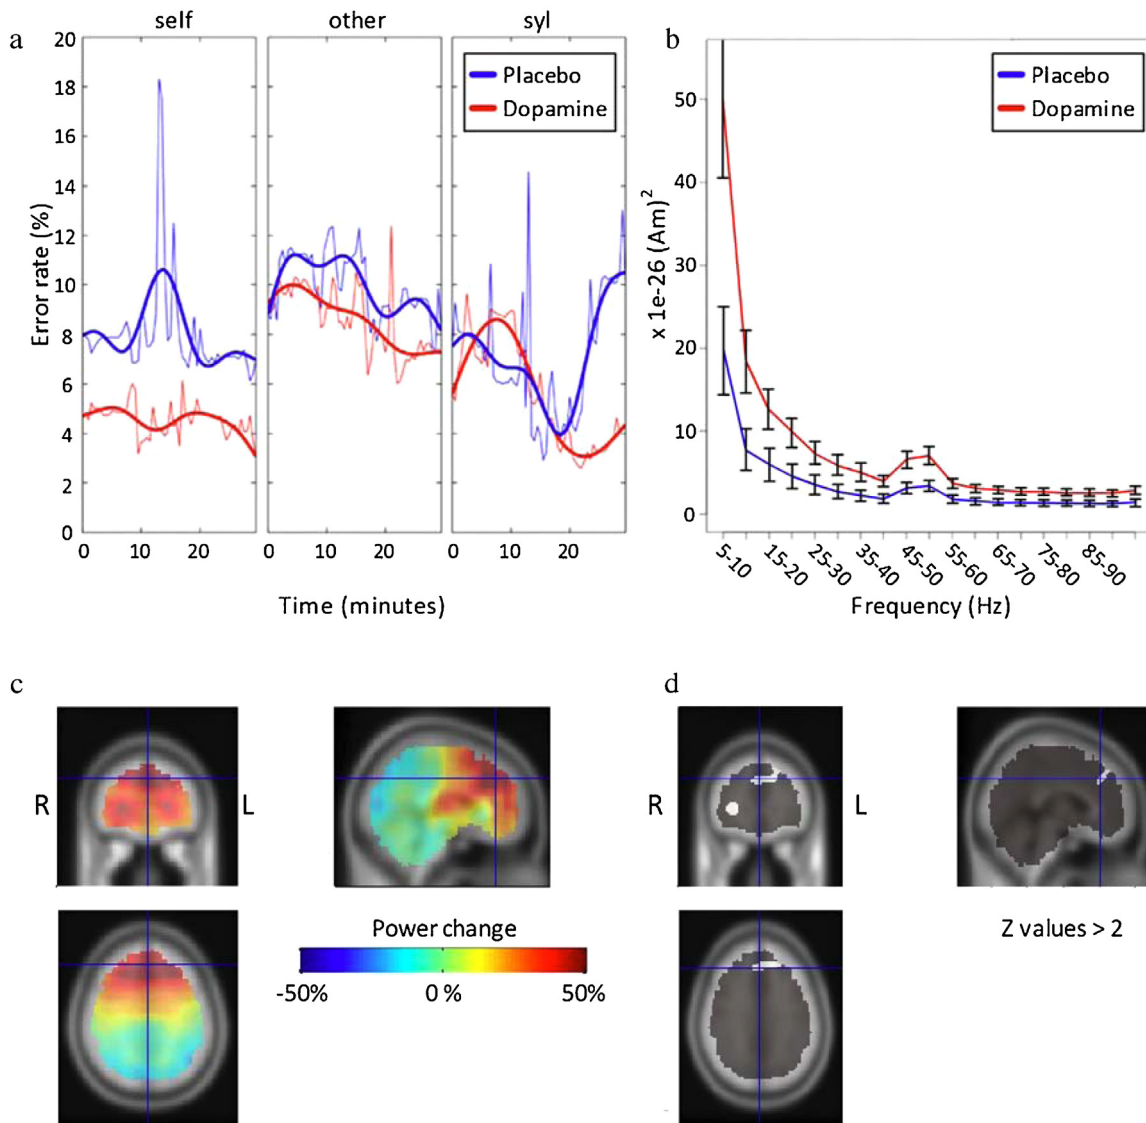 a
self
other
syl
Error rate (%)
20
18
16
14
12
10
8
6
4
2
0
Placebo
Dopamine
0 10 20
0 10 20
0 10 20
Time (minutes)
b
x 1e-26 (Am)²
50
40
30
20
10
0
Placebo
Dopamine
5-10
15-20
25-30
35-40
45-50
55-60
65-70
75-80
85-90
Frequency (Hz)
c
R
L
Power change
-50% 0 % 50%
d
R
L
Z values > 2